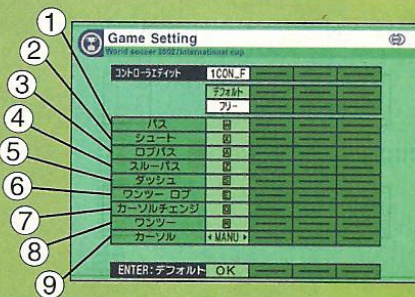 Game Setting
World soccer 2002/International cup
コントローラエディット 1CON_F
デフォルト
フリー
① パス
② シュート
③ ロブパス
④ スルーパス
⑤ ダッシュ
⑥ ワンツー ロブ
⑦ カーソルチェンジ
⑧ ワンツー
⑨ カーソル ◂MANU▸
ENTER:デフォルト OK